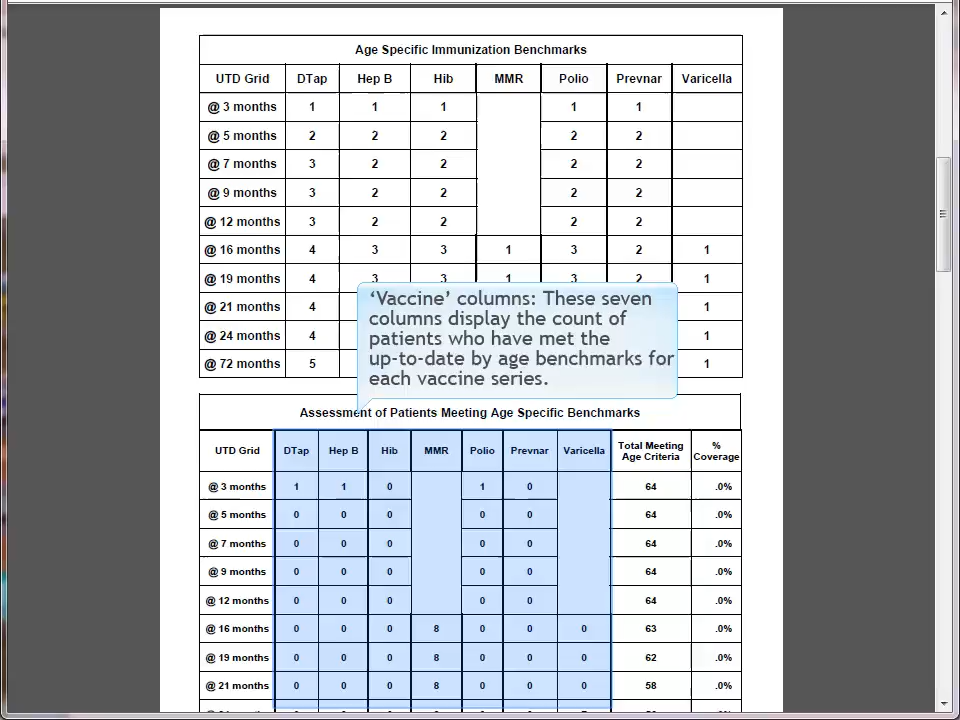 Age Specific Immunization Benchmarks
UTD Grid DTap Hep B Hib MMR Polio Prevnar Varicella
@ 3 months 1 1 1 1 1
@ 5 months 2 2 2 2 2
@ 7 months 3 2 2 2 2
@ 9 months 3 2 2 2 2
@ 12 months 3 2 2 2 2
@ 16 months 4 3 3 1 3 2 1
@ 19 months 4 3 3 1 3 2 1
@ 21 months 4 1
@ 24 months 4 1
@ 72 months 5 1
‘Vaccine’ columns: These seven
columns display the count of
patients who have met the
up-to-date by age benchmarks for
each vaccine series.
Assessment of Patients Meeting Age Specific Benchmarks
UTD Grid DTap Hep B Hib MMR Polio Prevnar Varicella Total Meeting Age Criteria % Coverage
@ 3 months 1 1 0 1 0 64 .0%
@ 5 months 0 0 0 0 0 64 .0%
@ 7 months 0 0 0 0 0 64 .0%
@ 9 months 0 0 0 0 0 64 .0%
@ 12 months 0 0 0 0 0 64 .0%
@ 16 months 0 0 0 8 0 0 0 63 .0%
@ 19 months 0 0 0 8 0 0 0 62 .0%
@ 21 months 0 0 0 8 0 0 0 58 .0%